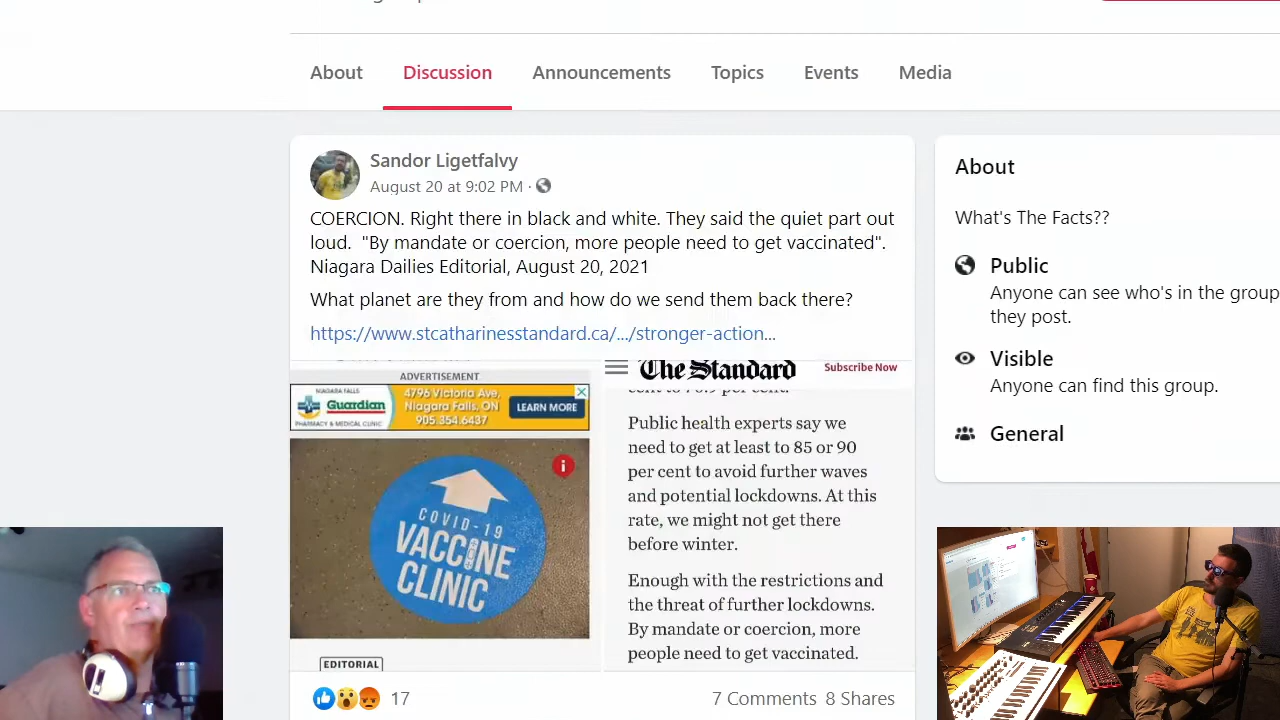 About Discussion Announcements Topics Events Media
Sandor Ligetfalvy
August 20 at 9:02 PM ·
COERCION. Right there in black and white. They said the quiet part out
loud. "By mandate or coercion, more people need to get vaccinated".
Niagara Dailies Editorial, August 20, 2021
What planet are they from and how do we send them back there?
https://www.stcatharinesstandard.ca/.../stronger-action...
ADVERTISEMENT
NIAGARA FALLS
Guardian
PHARMACY & MEDICAL CLINIC
4796 Victoria Ave,
Niagara Falls, ON
905.354.6437
LEARN MORE
COVID-19
VACCINE
CLINIC
EDITORIAL
The Standard
Subscribe Now
Public health experts say we
need to get at least to 85 or 90
per cent to avoid further waves
and potential lockdowns. At this
rate, we might not get there
before winter.
Enough with the restrictions and
the threat of further lockdowns.
By mandate or coercion, more
people need to get vaccinated.
17
7 Comments 8 Shares
About
What's The Facts??
Public
Anyone can see who's in the group
they post.
Visible
Anyone can find this group.
General